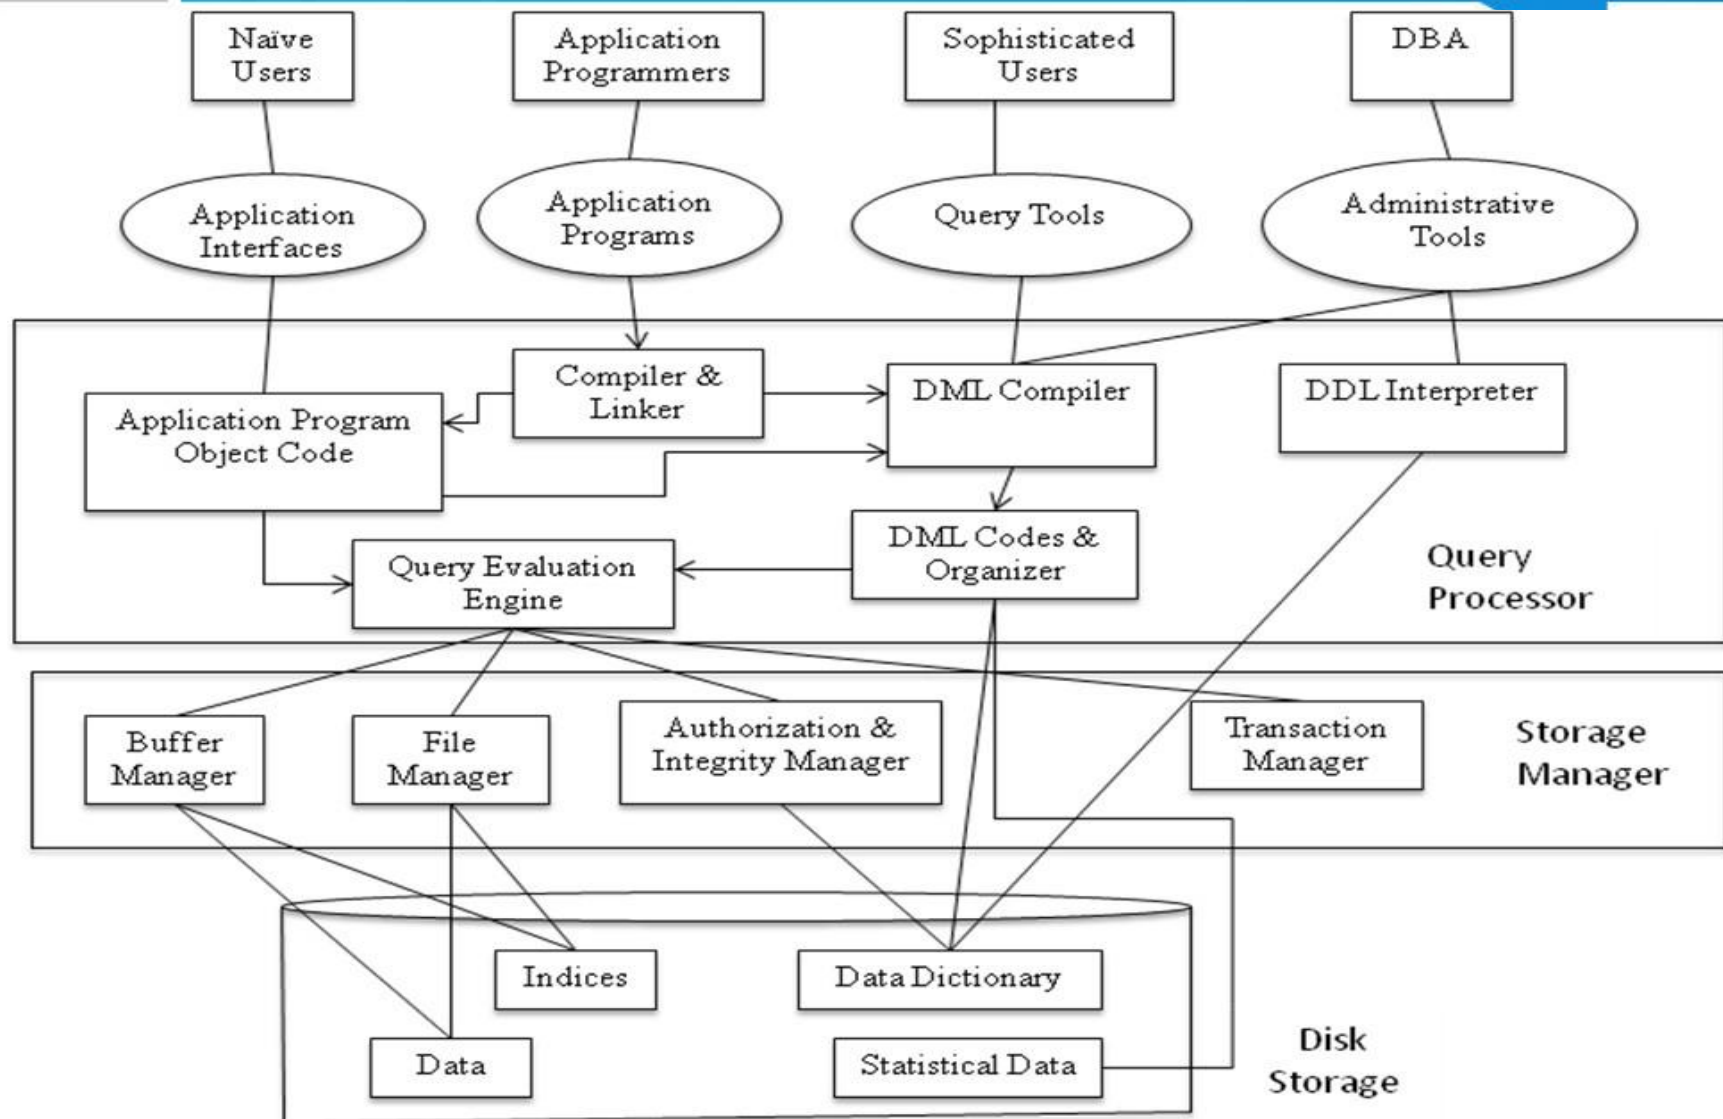 Naïve
Users
Application
Programmers
Sophisticated
Users
DBA
Application
Interfaces
Application
Programs
Query Tools
Administrative
Tools
Compiler &
Linker
DML Compiler
DDL Interpreter
Application Program
Object Code
DML Codes &
Organizer
Query Evaluation
Engine
Query
Processor
Buffer
Manager
File
Manager
Authorization &
Integrity Manager
Transaction
Manager
Storage
Manager
Indices
Data Dictionary
Data
Statistical Data
Disk
Storage